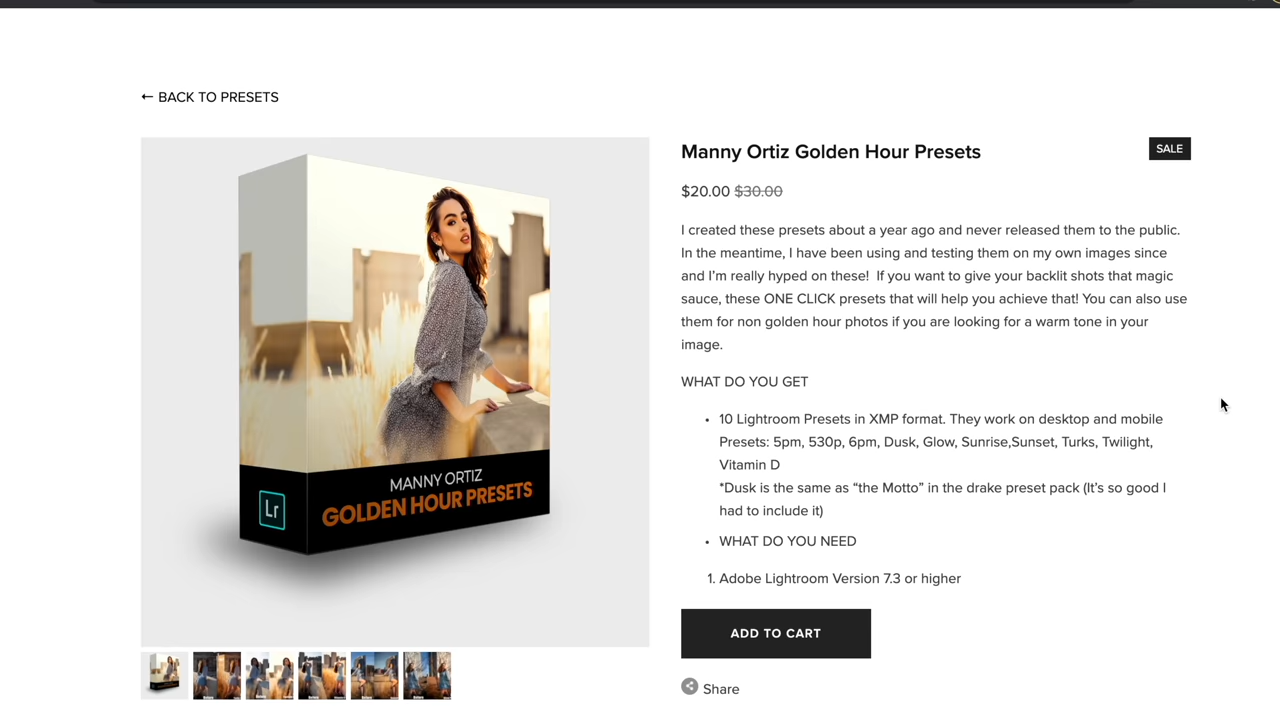 ← BACK TO PRESETS
Manny Ortiz Golden Hour Presets
SALE
$20.00 $30.00
I created these presets about a year ago and never released them to the public.
In the meantime, I have been using and testing them on my own images since
and I'm really hyped on these!  If you want to give your backlit shots that magic
sauce, these ONE CLICK presets that will help you achieve that! You can also use
them for non golden hour photos if you are looking for a warm tone in your
image.
WHAT DO YOU GET
• 10 Lightroom Presets in XMP format. They work on desktop and mobile
Presets: 5pm, 530p, 6pm, Dusk, Glow, Sunrise,Sunset, Turks, Twilight,
Vitamin D
*Dusk is the same as “the Motto” in the drake preset pack (It's so good I
had to include it)
• WHAT DO YOU NEED
1. Adobe Lightroom Version 7.3 or higher
ADD TO CART
Share
MANNY ORTIZ
GOLDEN HOUR PRESETS
Lr